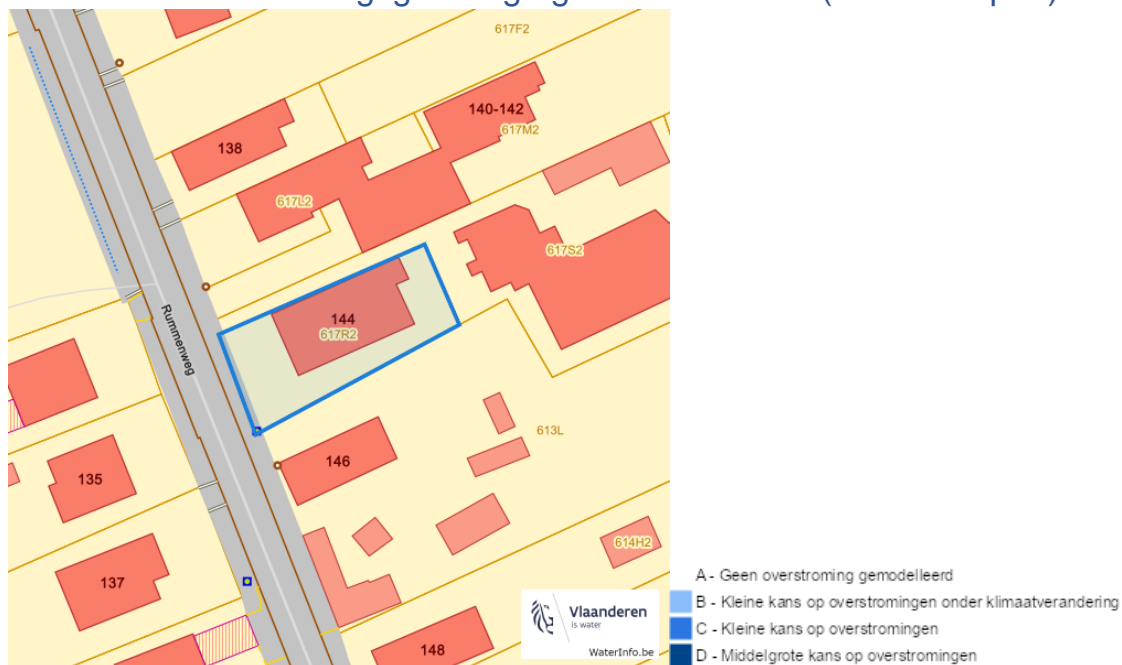 617F2
140-142
617M2
138
617L2
617S2
144
617R2
Rummenweg
613L
146
135
137
614H2
148
Vlaanderen
is water
WaterInfo.be
A - Geen overstroming gemodelleerd
B - Kleine kans op overstromingen onder klimaatverandering
C - Kleine kans op overstromingen
D - Middelgrote kans op overstromingen